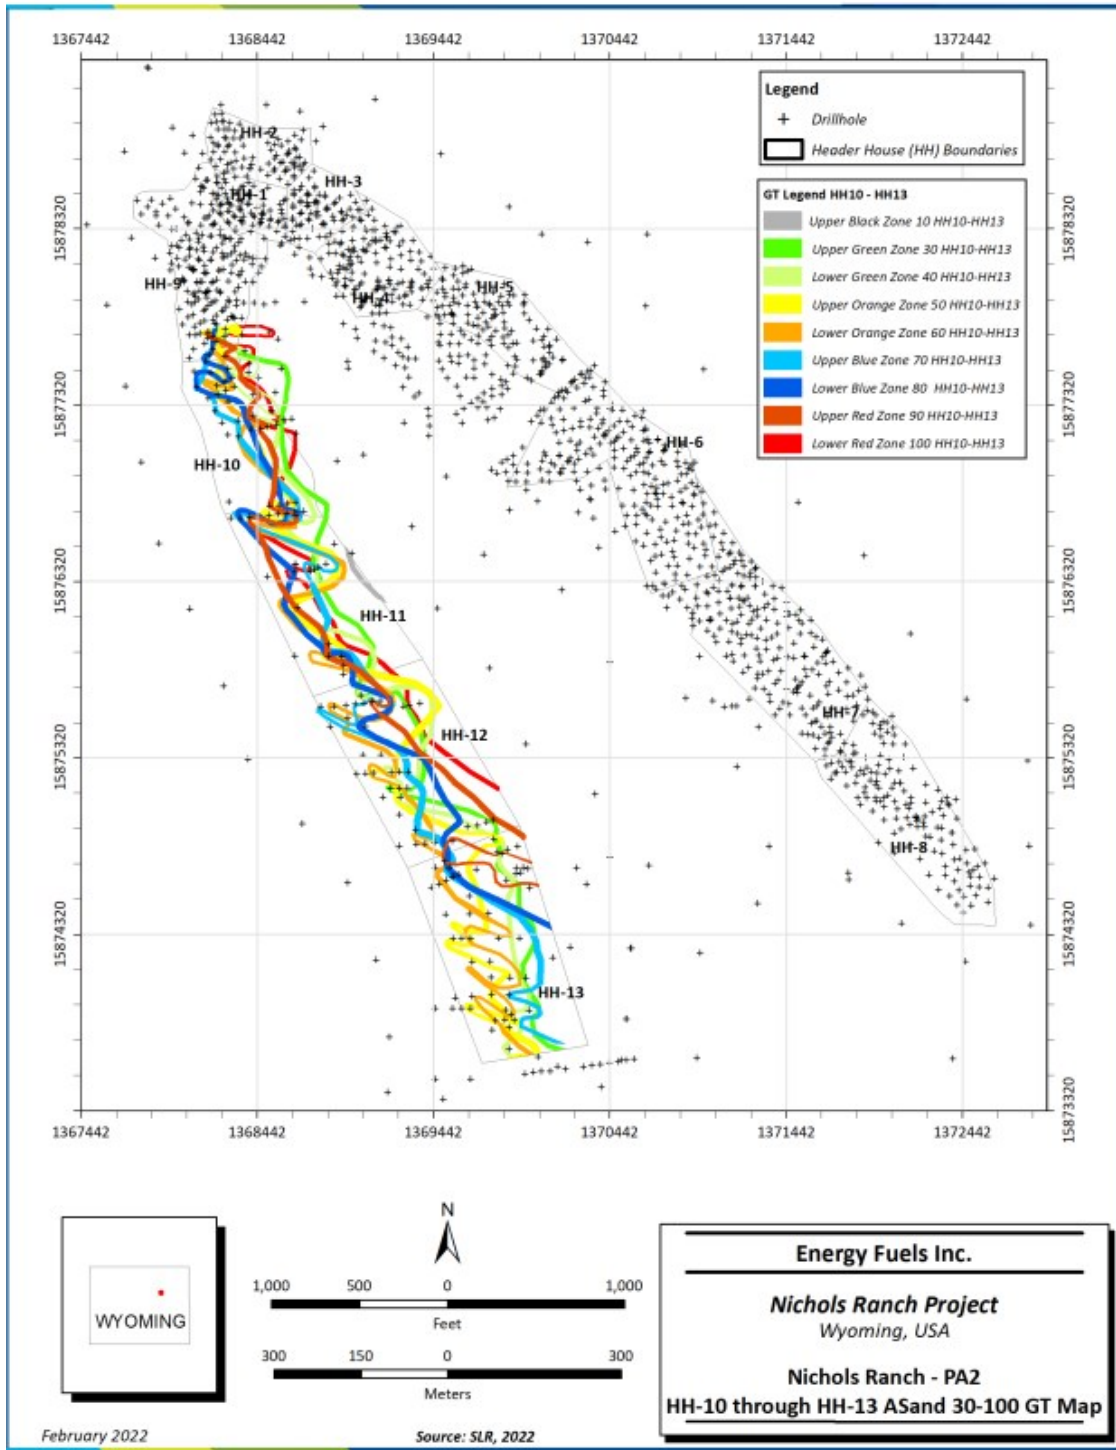 1367442 1368442 1369442 1370442 1371442 1372442
Legend
Drillhole
Header House (HH) Boundaries
GT Legend HH10 - HH13
Upper Black Zone 10 HH10-HH13
Upper Green Zone 30 HH10-HH13
Lower Green Zone 40 HH10-HH13
Upper Orange Zone 50 HH10-HH13
Lower Orange Zone 60 HH10-HH13
Upper Blue Zone 70 HH10-HH13
Lower Blue Zone 80 HH10-HH13
Upper Red Zone 90 HH10-HH13
Lower Red Zone 100 HH10-HH13
HH-2
HH-3
HH-1
HH-9
HH-4
HH-5
HH-6
HH-10
HH-11
HH-7
HH-12
HH-8
HH-13
15878320 15878320
15877320 15877320
15876320 15876320
15875320 15875320
15874320 15874320
15873320 15873320
1367442 1368442 1369442 1370442 1371442 1372442
WYOMING
N
1,000 500 0 1,000
Feet
300 150 0 300
Meters
Energy Fuels Inc.
Nichols Ranch Project
Wyoming, USA
Nichols Ranch - PA2
HH-10 through HH-13 ASand 30-100 GT Map
February 2022
Source: SLR, 2022